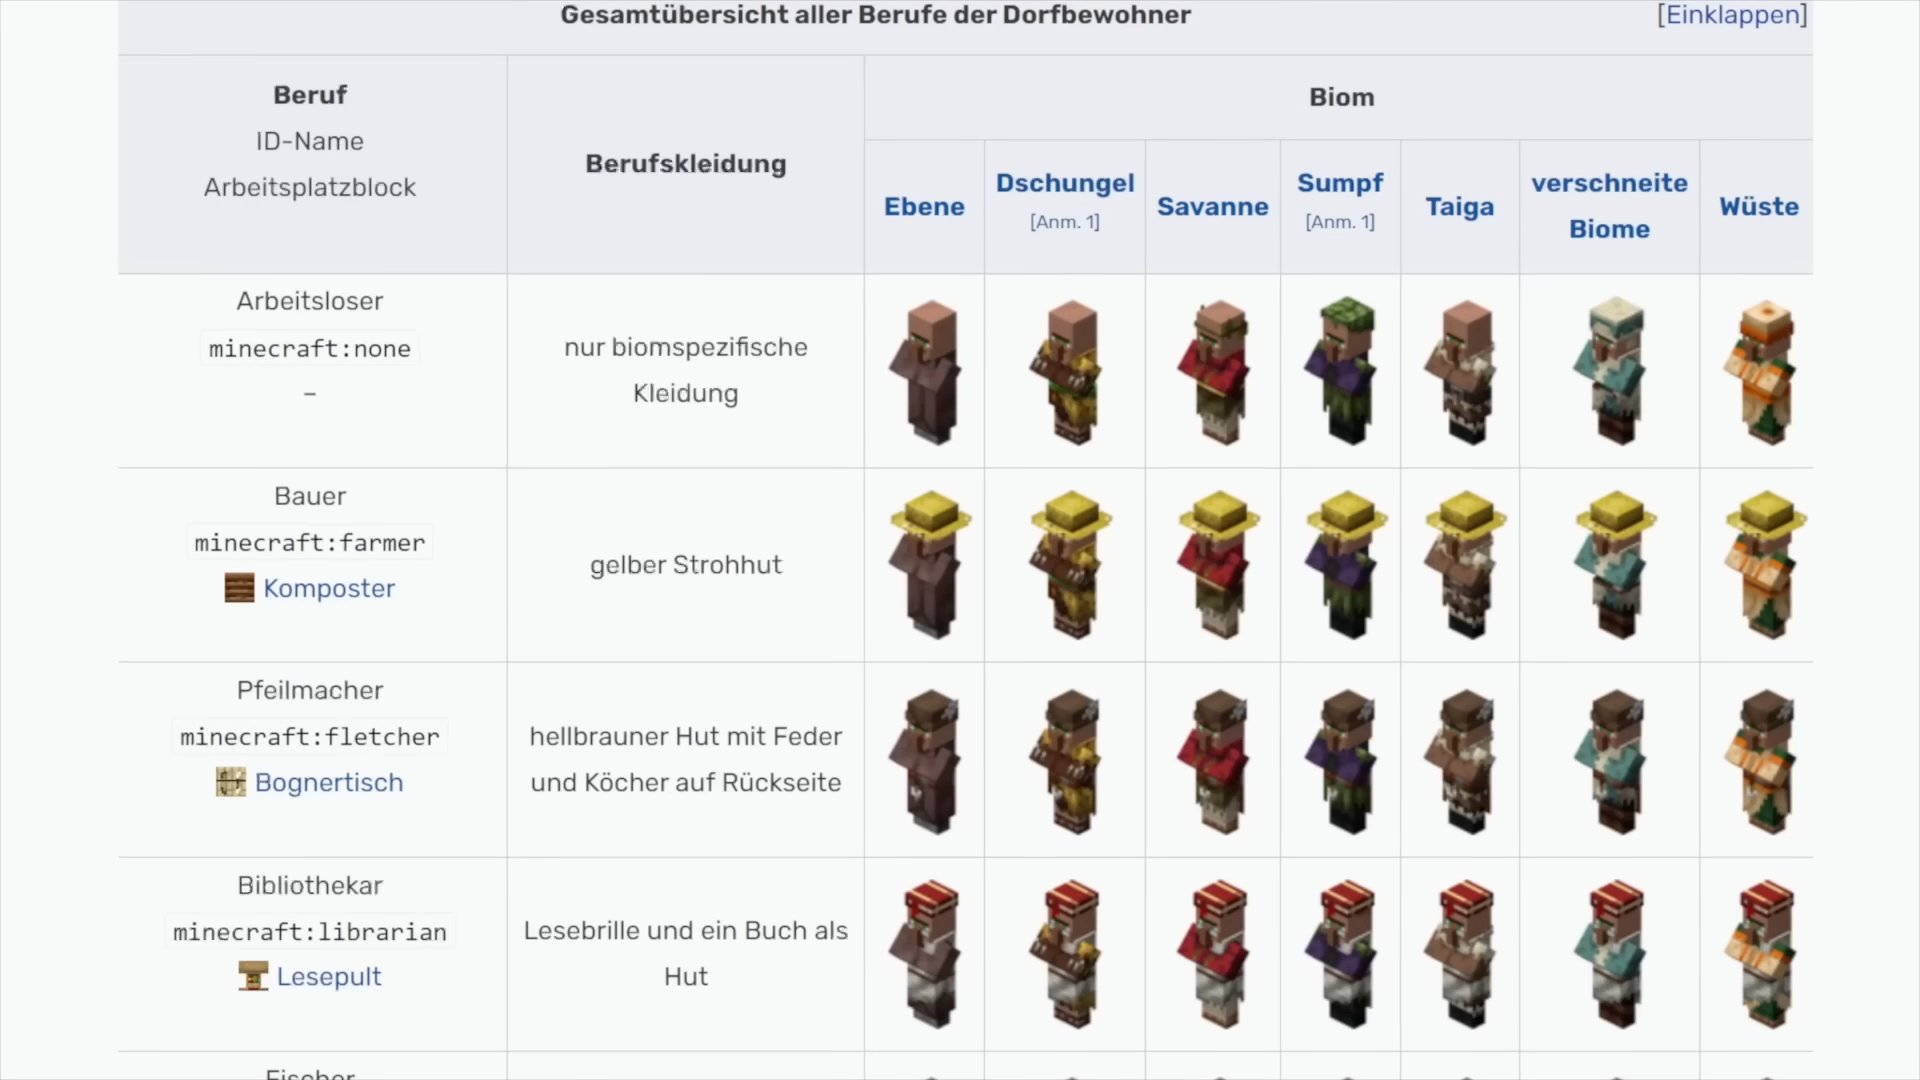 Gesamtübersicht aller Berufe der Dorfbewohner
[Einklappen]
Beruf
ID-Name
Arbeitsplatzblock
Berufskleidung
Biom
Ebene
Dschungel
[Anm. 1]
Savanne
Sumpf
[Anm. 1]
Taiga
verschneite
Biome
Wüste
Arbeitsloser
minecraft:none
–
nur biomspezifische
Kleidung
Bauer
minecraft:farmer
Komposter
gelber Strohhut
Pfeilmacher
minecraft:fletcher
Bognertisch
hellbrauner Hut mit Feder
und Köcher auf Rückseite
Bibliothekar
minecraft:librarian
Lesepult
Lesebrille und ein Buch als
Hut
Fischer